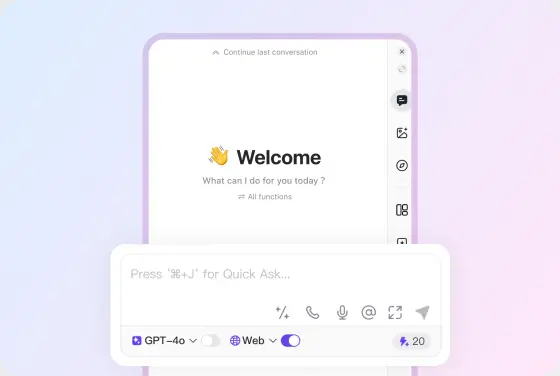 Continue last conversation
👋 Welcome
What can I do for you today ?
All functions
Press '⌘+J' for Quick Ask...
GPT-4o Web 20